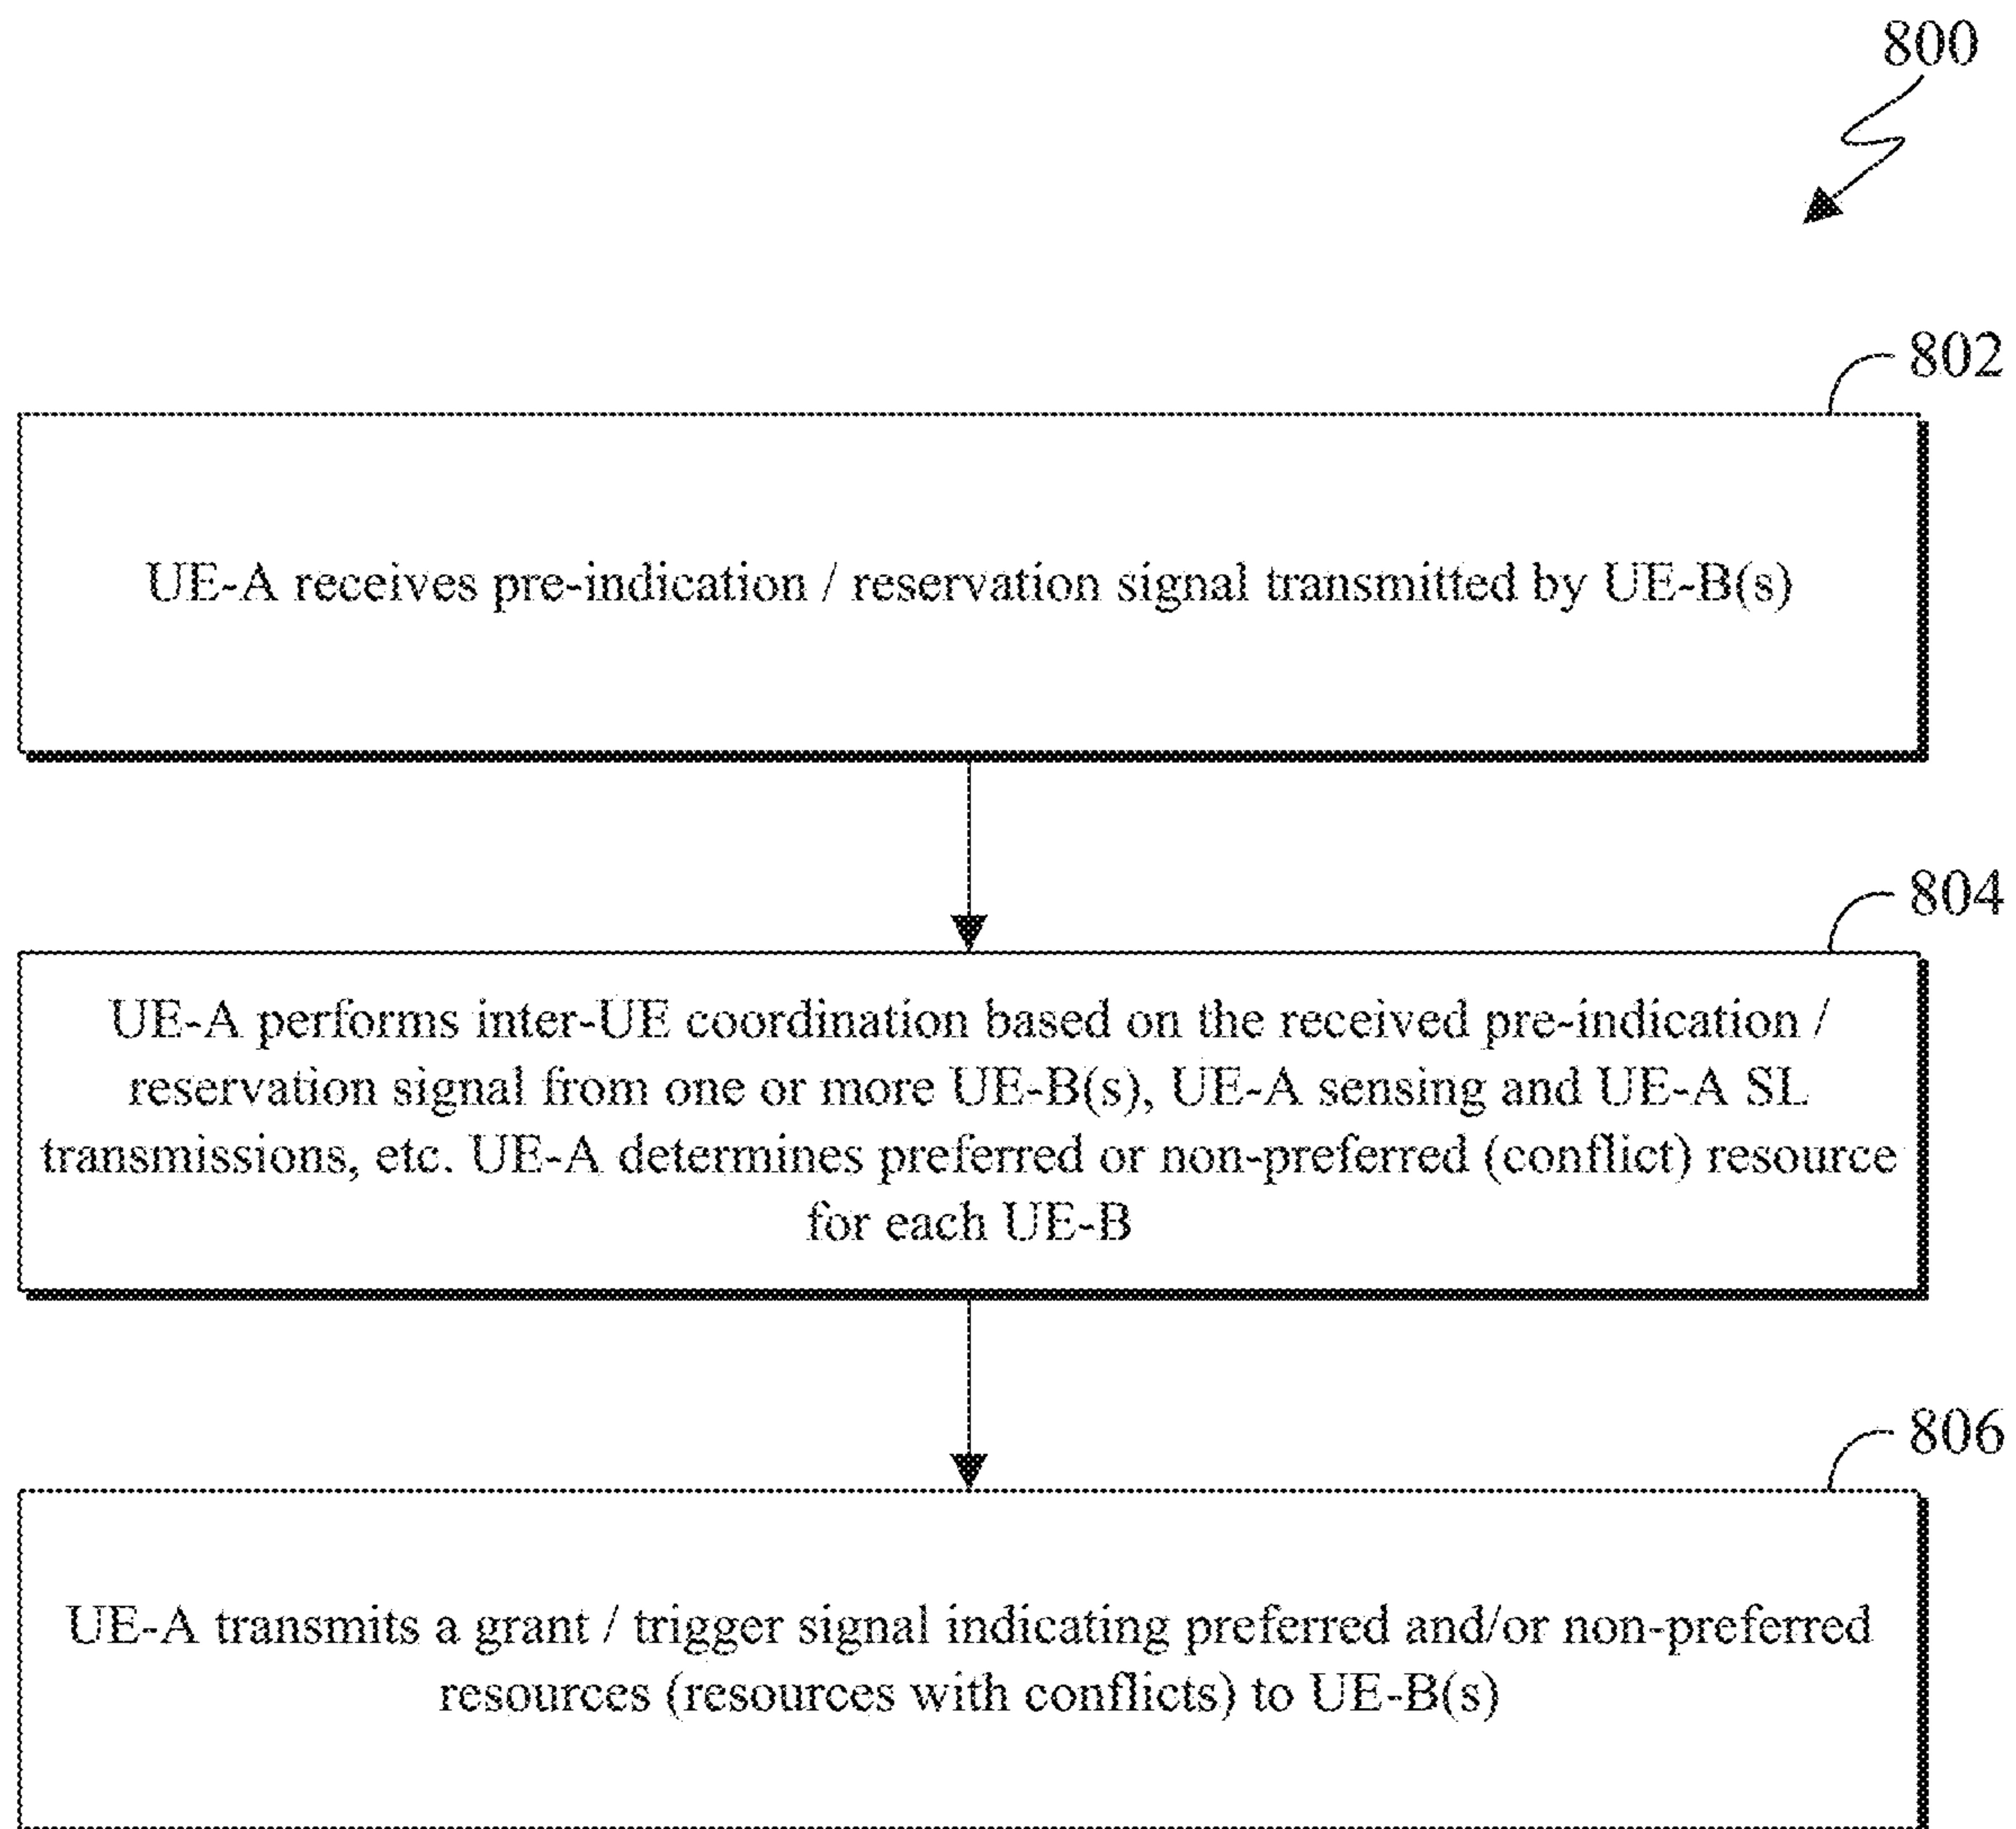 800
802
UE-A receives pre-indication / reservation signal transmitted by UE-B(s)
804
UE-A performs inter-UE coordination based on the received pre-indication /
reservation signal from one or more UE-B(s), UE-A sensing and UE-A SL
transmissions, etc. UE-A determines preferred or non-preferred (conflict) resource
for each UE-B
806
UE-A transmits a grant / trigger signal indicating preferred and/or non-preferred
resources (resources with conflicts) to UE-B(s)